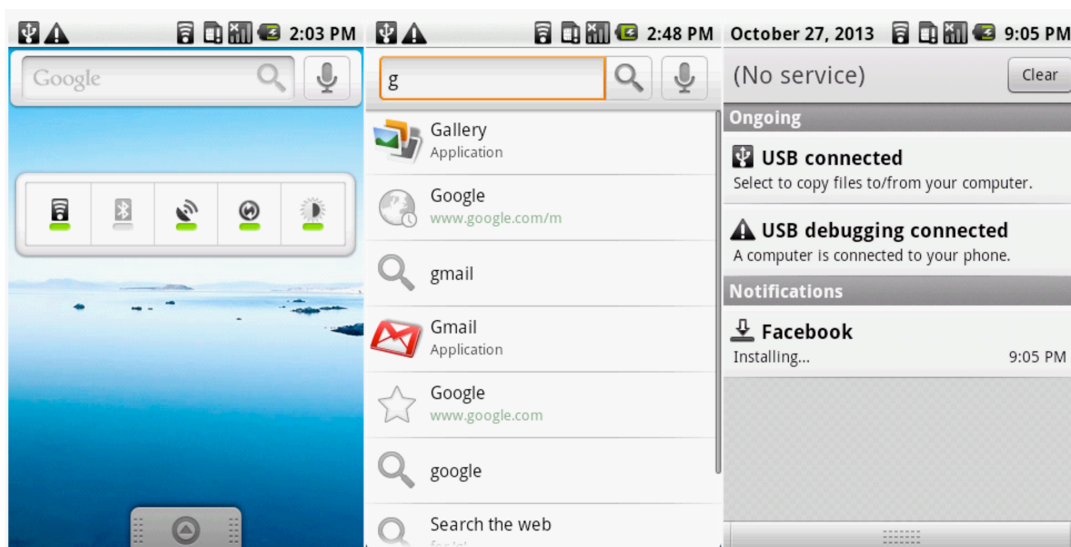 2:03 PM
Google
2:48 PM
g
Gallery
Application
Google
www.google.com/m
gmail
Gmail
Application
Google
www.google.com
google
Search the web
October 27, 2013 9:05 PM
(No service) Clear
Ongoing
USB connected
Select to copy files to/from your computer.
USB debugging connected
A computer is connected to your phone.
Notifications
Facebook
Installing... 9:05 PM